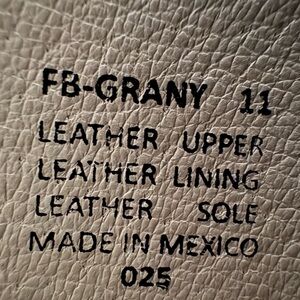 FB-GRANY 11
LEATHER UPPER
LEATHER LINING
LEATHER SOLE
MADE IN MEXICO
025